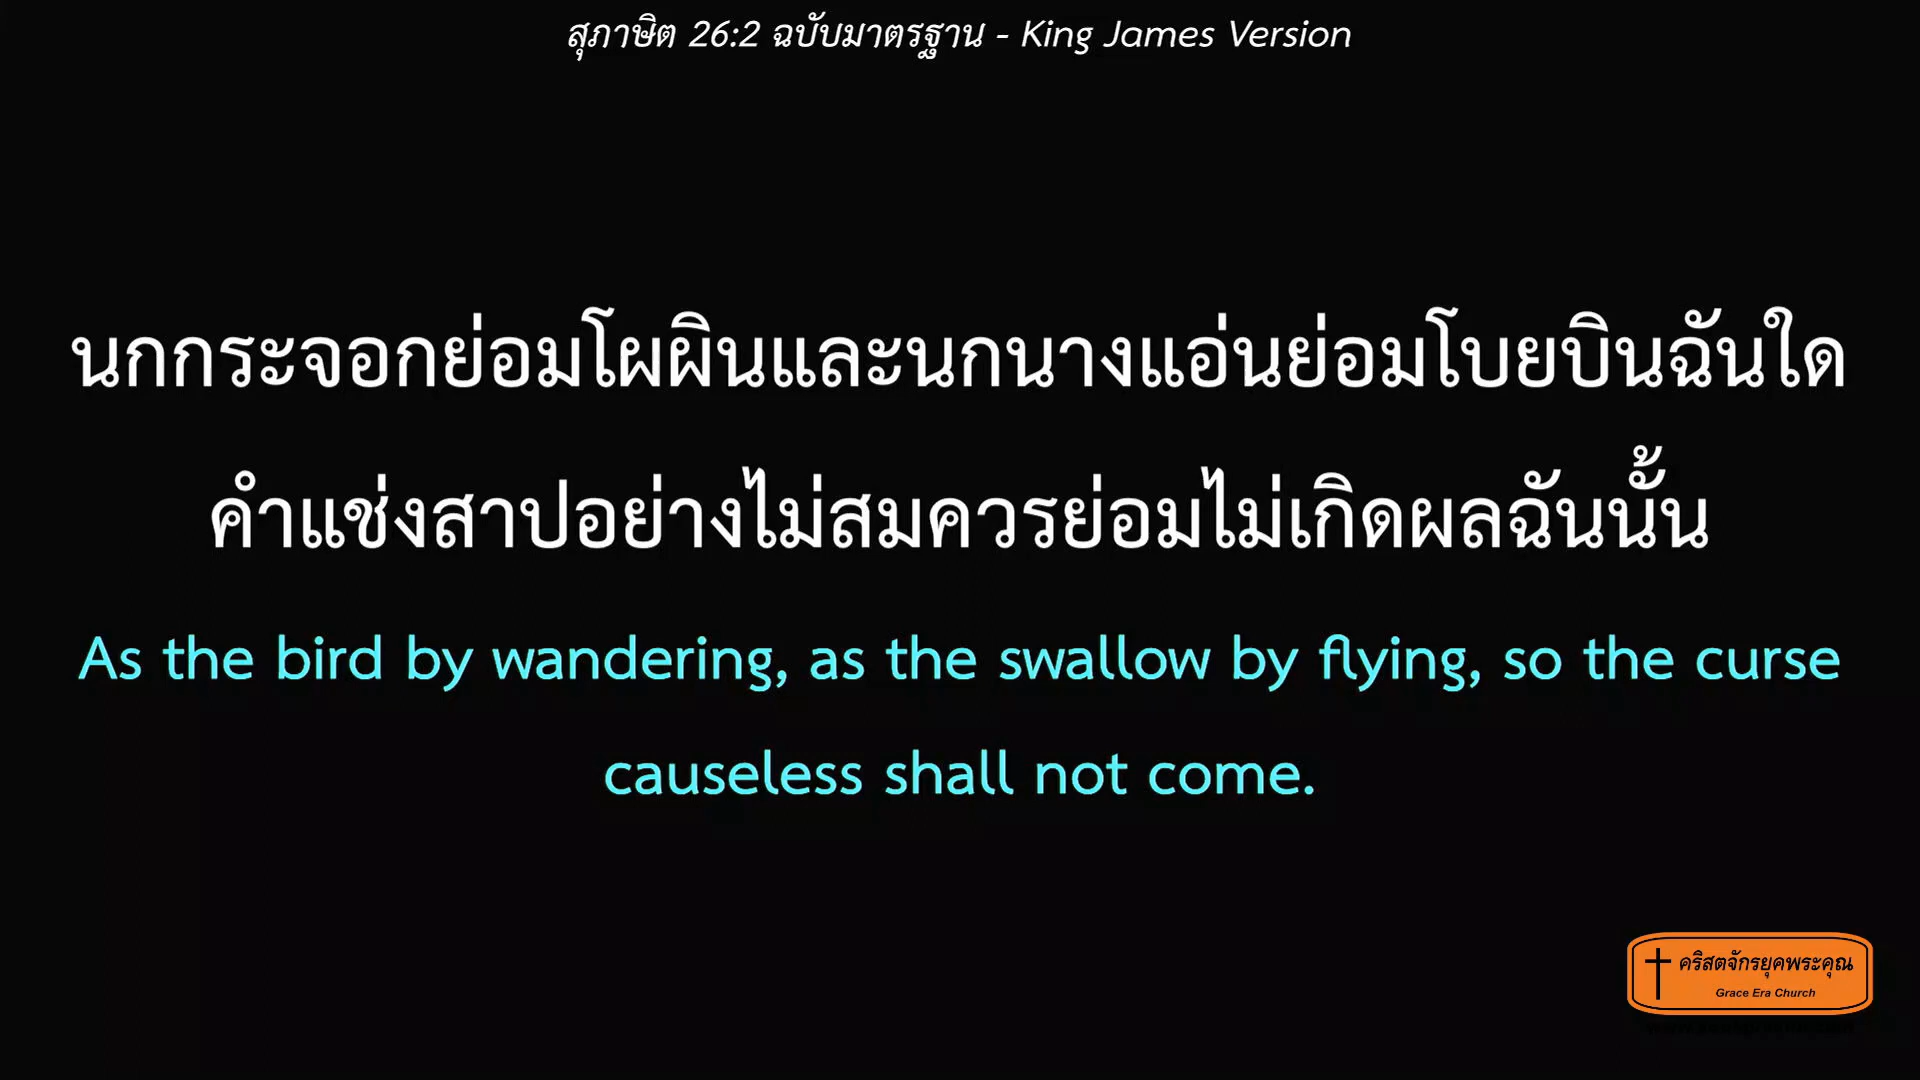 สุภาษิต 26:2 ฉบับมาตรฐาน - King James Version
นกกระจอกย่อมโผผินและนกนางแอ่นย่อมโบยบินฉันใด
คำแช่งสาปอย่างไม่สมควรย่อมไม่เกิดผลฉันนั้น
As the bird by wandering, as the swallow by flying, so the curse
causeless shall not come.
คริสตจักรยุคพระคุณ
Grace Era Church